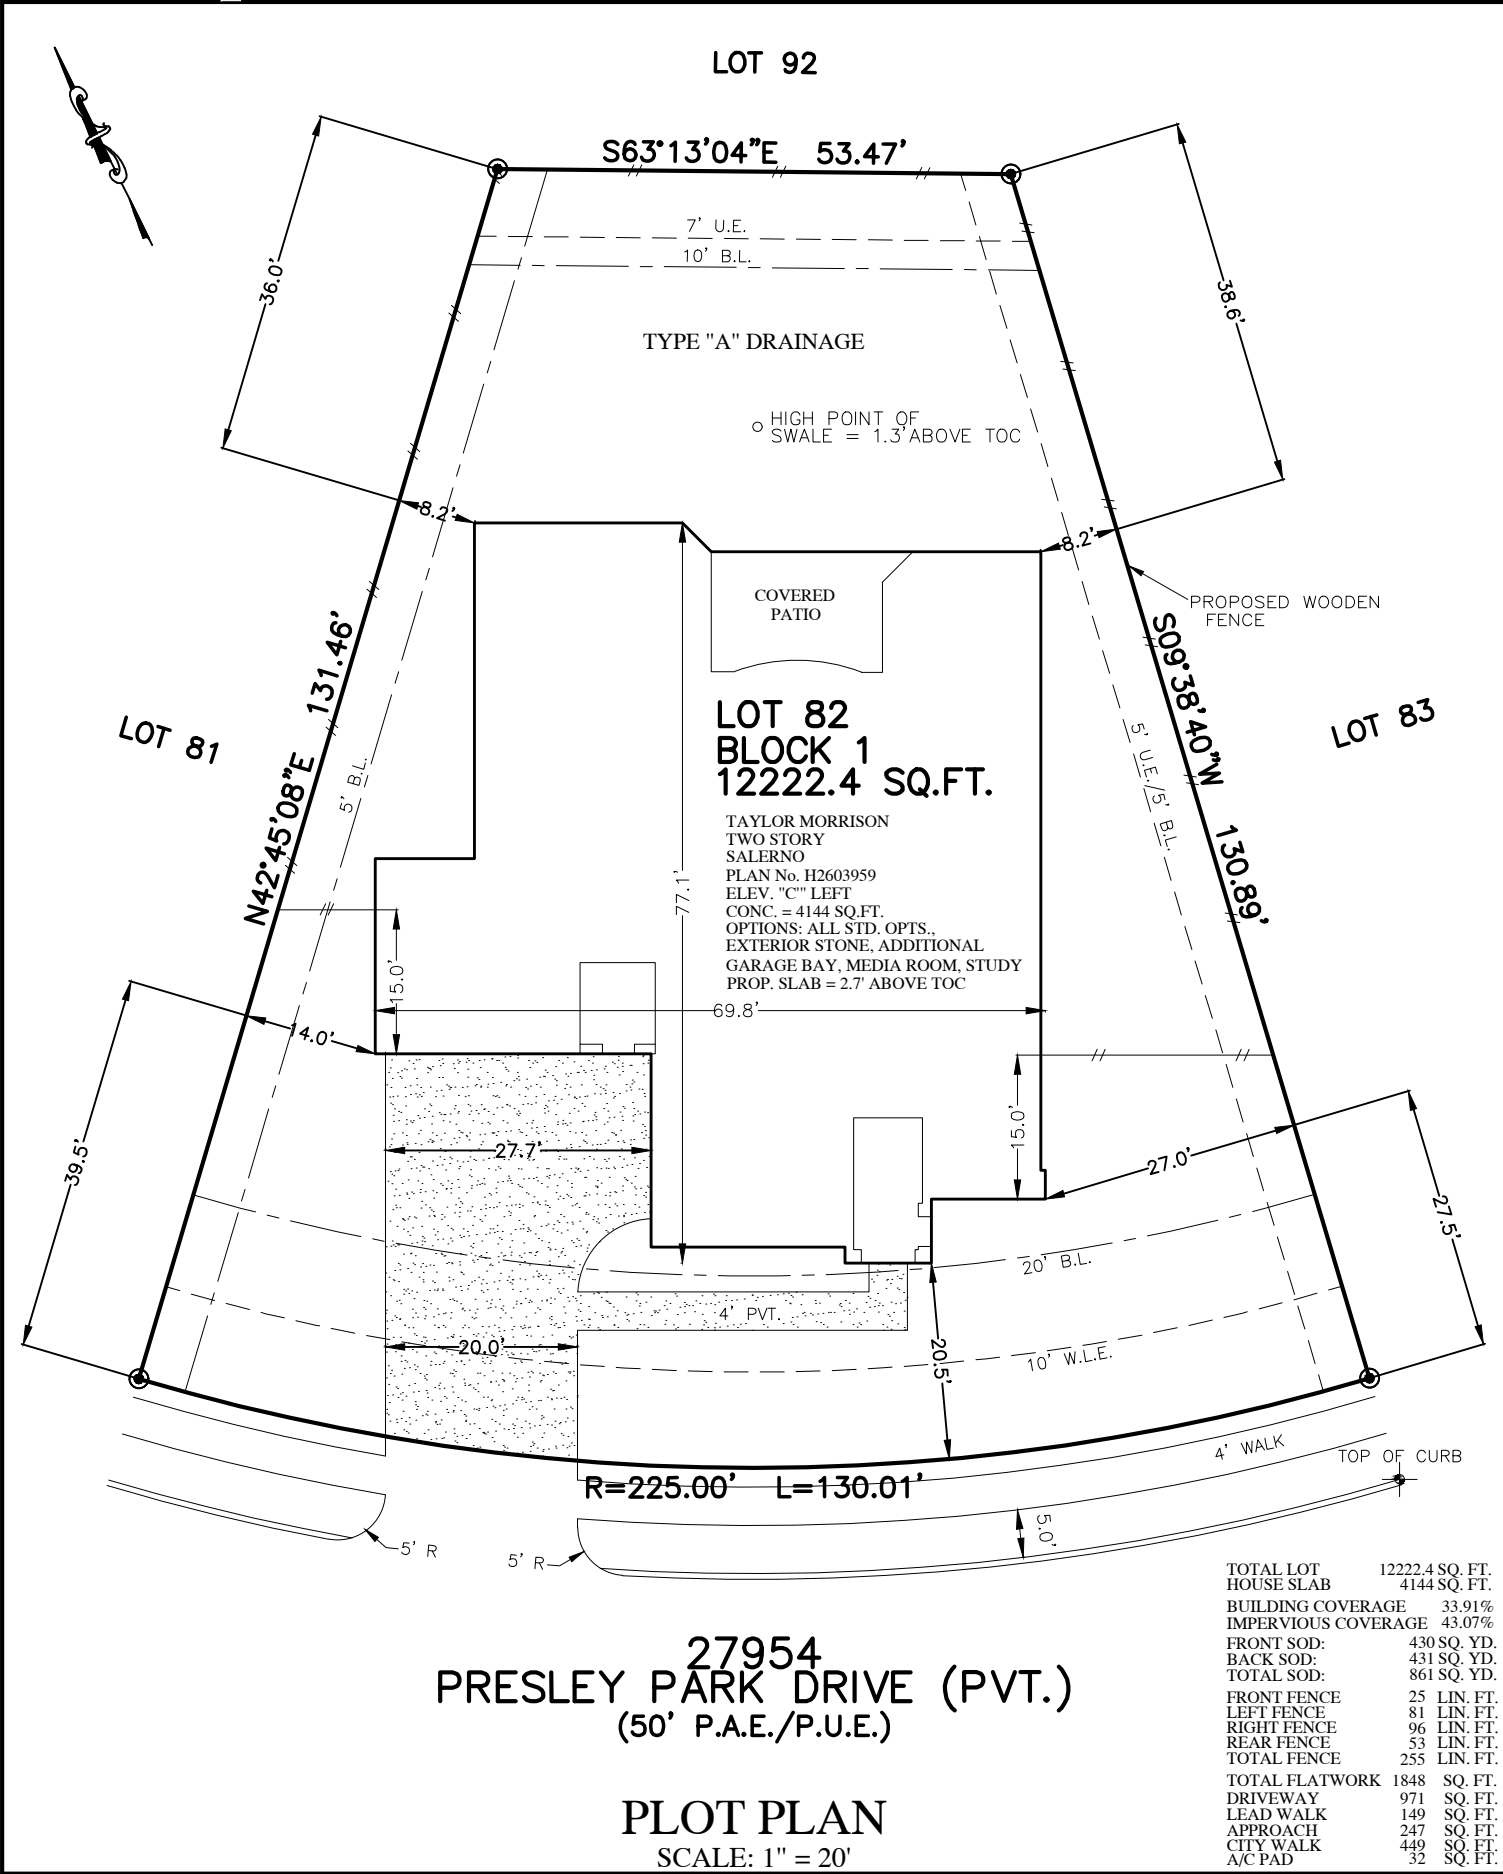 LOT 92
S63°13'04"E 53.47'
7' U.E.
10' B.L.
36.0'
38.6'
TYPE "A" DRAINAGE
HIGH POINT OF
SWALE = 1.3' ABOVE TOC
8.2'
8.2'
COVERED
PATIO
PROPOSED WOODEN
FENCE
N42°45'08"E 131.46'
S09°38'40"W 130.89'
LOT 81
LOT 83
5' B.L.
5' U.E./5' B.L.
LOT 82
BLOCK 1
12222.4 SQ.FT.
TAYLOR MORRISON
TWO STORY
SALERNO
PLAN No. H2603959
ELEV. "C'" LEFT
CONC. = 4144 SQ.FT.
OPTIONS: ALL STD. OPTS.,
EXTERIOR STONE, ADDITIONAL
GARAGE BAY, MEDIA ROOM, STUDY
PROP. SLAB = 2.7' ABOVE TOC
77.1'
69.8'
15.0'
14.0'
15.0'
39.5'
27.7'
27.0'
27.5'
20' B.L.
4' PVT.
20.0'
20.5'
10' W.L.E.
R=225.00' L=130.01'
4' WALK
TOP OF CURB
5' R
5' R
5.0'
27954
PRESLEY PARK DRIVE (PVT.)
(50' P.A.E./P.U.E.)
PLOT PLAN
SCALE: 1" = 20'
TOTAL LOT 12222.4 SQ. FT.
HOUSE SLAB 4144 SQ. FT.
BUILDING COVERAGE 33.91%
IMPERVIOUS COVERAGE 43.07%
FRONT SOD: 430 SQ. YD.
BACK SOD: 431 SQ. YD.
TOTAL SOD: 861 SQ. YD.
FRONT FENCE 25 LIN. FT.
LEFT FENCE 81 LIN. FT.
RIGHT FENCE 96 LIN. FT.
REAR FENCE 53 LIN. FT.
TOTAL FENCE 255 LIN. FT.
TOTAL FLATWORK 1848 SQ. FT.
DRIVEWAY 971 SQ. FT.
LEAD WALK 149 SQ. FT.
APPROACH 247 SQ. FT.
CITY WALK 449 SQ. FT.
A/C PAD 32 SQ. FT.